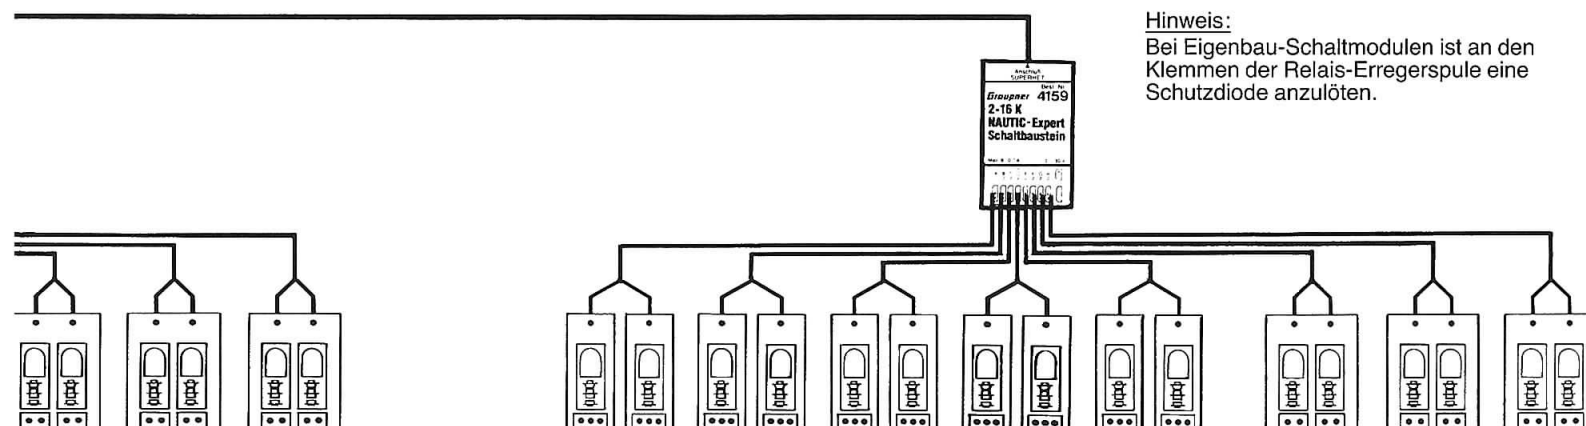 Hinweis:
Bei Eigenbau-Schaltmodulen ist an den
Klemmen der Relais-Erregerspule eine
Schutzdiode anzulöten.
Anschluß
SUPERHET
Best. Nr.
Graupner 4159
2-16 K
NAUTIC-Expert
Schaltbaustein